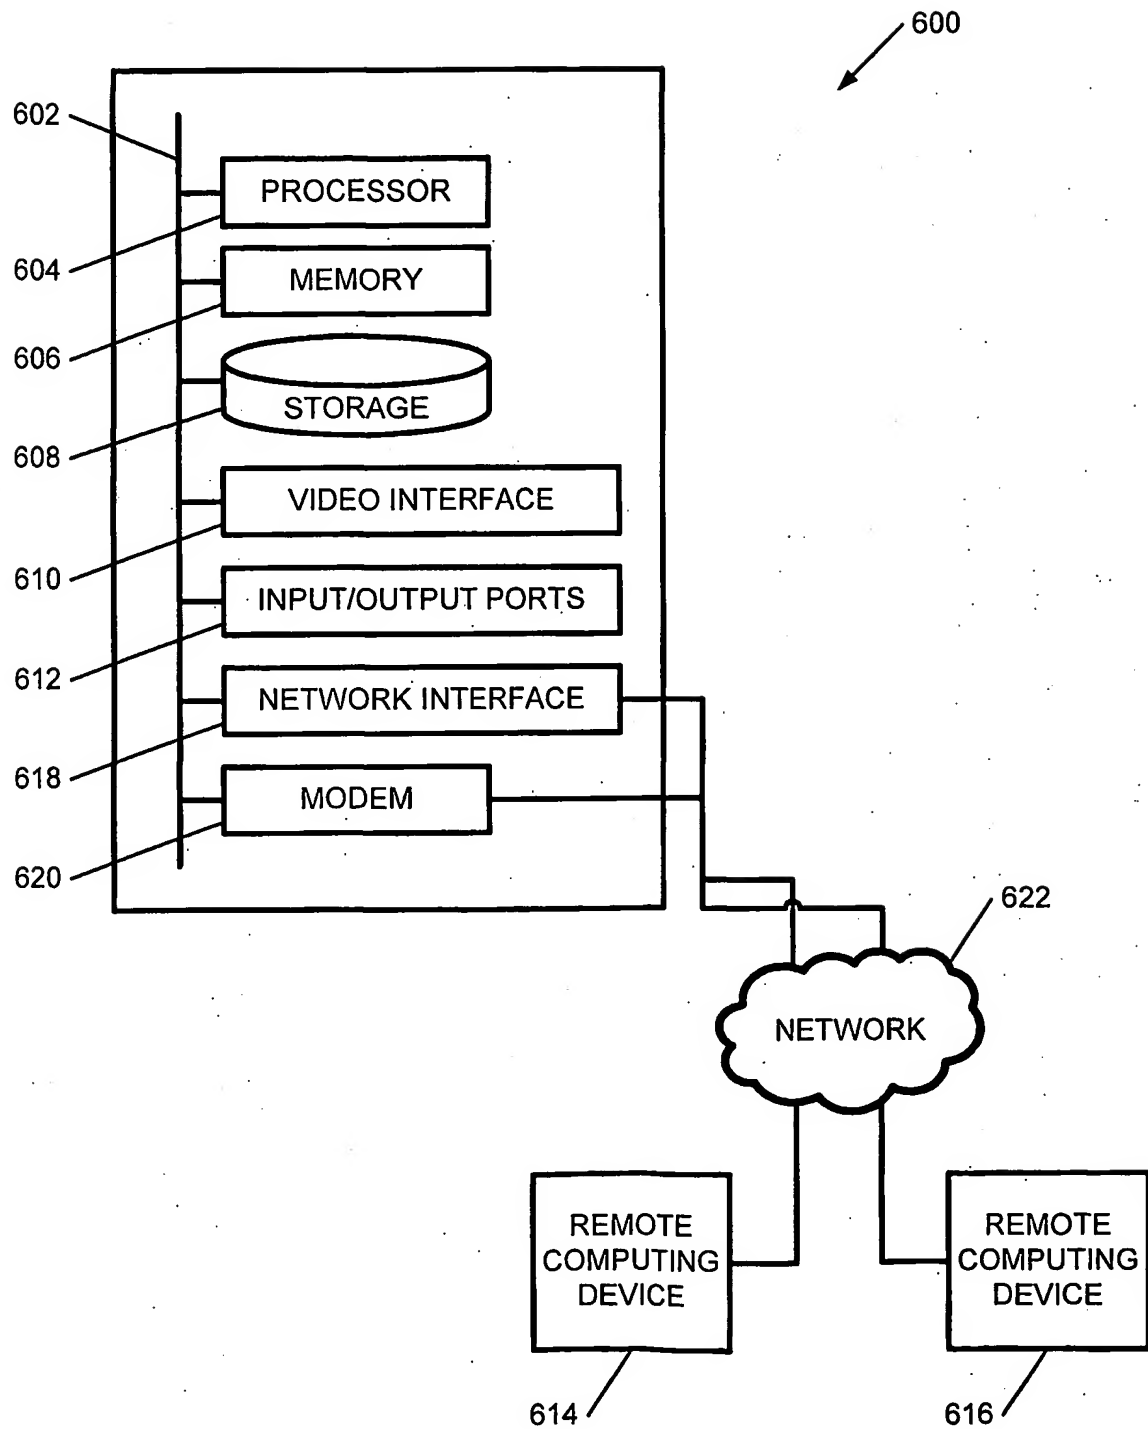 600
602
PROCESSOR
604
MEMORY
606
STORAGE
608
VIDEO INTERFACE
610
INPUT/OUTPUT PORTS
612
NETWORK INTERFACE
618
MODEM
620
622
NETWORK
REMOTE
COMPUTING
DEVICE
REMOTE
COMPUTING
DEVICE
614
616